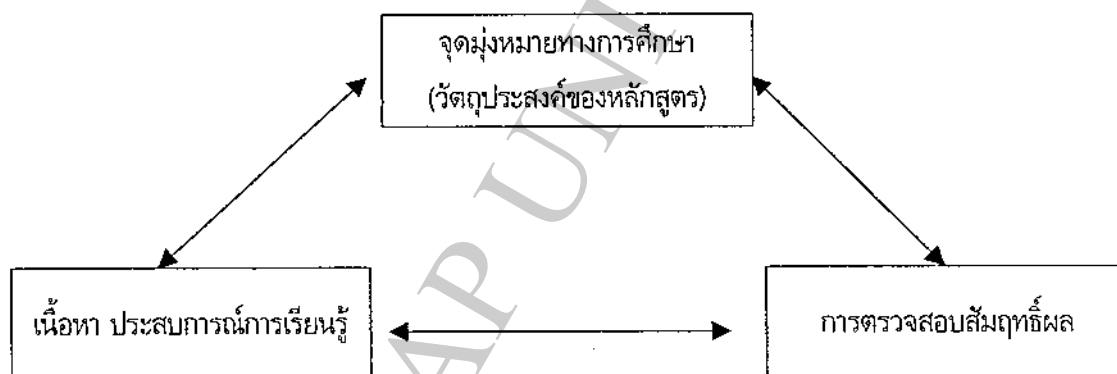 จุดมุ่งหมายทางการศึกษา
(วัตถุประสงค์ของหลักสูตร)
เนื้อหา ประสบการณ์การเรียนรู้
การตรวจสอบสัมฤทธิ์ผล
AP UNI